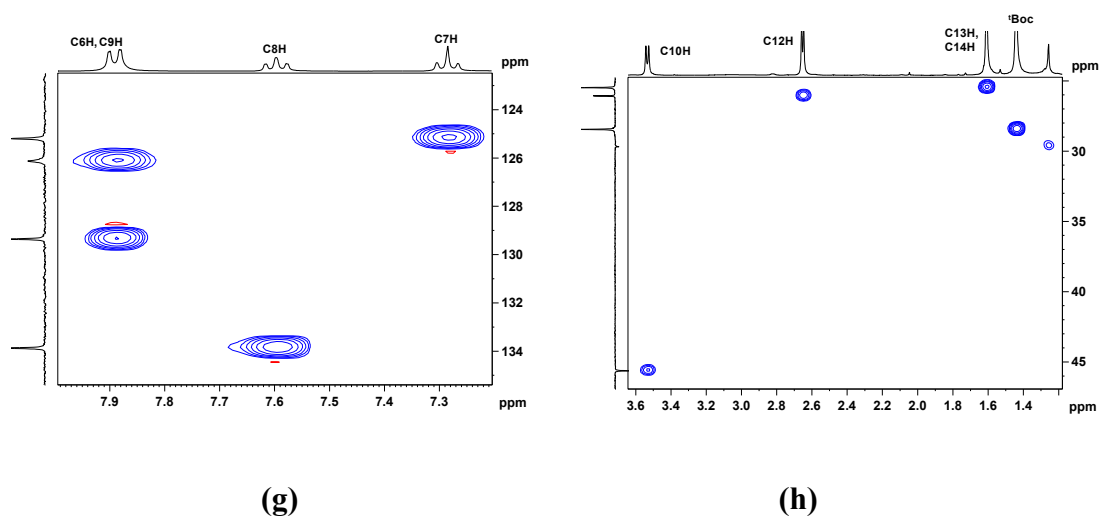 C6H, C9H
C8H
C7H
ppm
124
126
128
130
132
134
7.9
7.8
7.7
7.6
7.5
7.4
7.3
ppm
(g)
ᵗBoc
C10H
C12H
C13H,
C14H
ppm
30
35
40
45
3.6
3.4
3.2
3.0
2.8
2.6
2.4
2.2
2.0
1.8
1.6
1.4
ppm
(h)